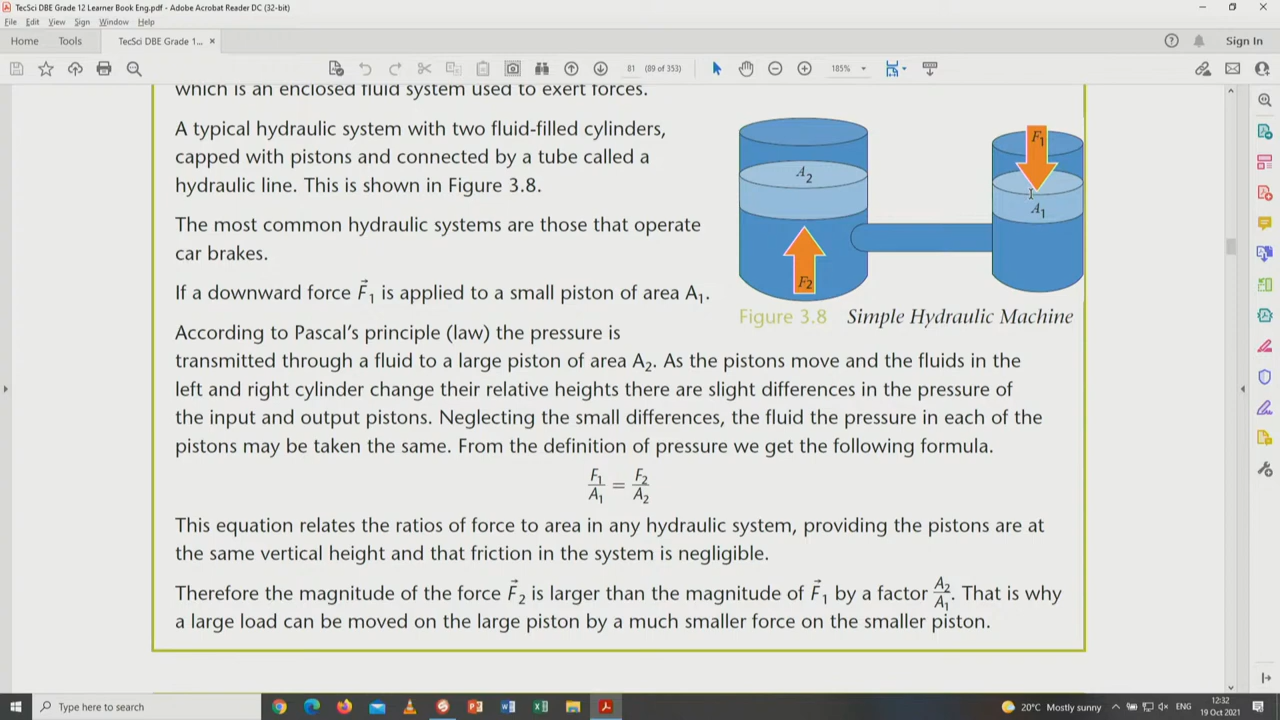 TecSci DBE Grade 12 Learner Book Eng.pdf - Adobe Acrobat Reader DC (32-bit)
File Edit View Sign Window Help
Home Tools TecSci DBE Grade 1... × Sign In
81 (89 of 353) 185%
which is an enclosed fluid system used to exert forces.
A typical hydraulic system with two fluid-filled cylinders,
capped with pistons and connected by a tube called a
hydraulic line. This is shown in Figure 3.8.
The most common hydraulic systems are those that operate
car brakes.
If a downward force F⃗₁ is applied to a small piston of area A₁.
A₂
F₂
F₁
A₁
Figure 3.8 Simple Hydraulic Machine
According to Pascal's principle (law) the pressure is
transmitted through a fluid to a large piston of area A₂. As the pistons move and the fluids in the
left and right cylinder change their relative heights there are slight differences in the pressure of
the input and output pistons. Neglecting the small differences, the fluid the pressure in each of the
pistons may be taken the same. From the definition of pressure we get the following formula.
F₁/A₁ = F₂/A₂
This equation relates the ratios of force to area in any hydraulic system, providing the pistons are at
the same vertical height and that friction in the system is negligible.
Therefore the magnitude of the force F⃗₂ is larger than the magnitude of F⃗₁ by a factor A₂/A₁. That is why
a large load can be moved on the large piston by a much smaller force on the smaller piston.
Type here to search
20°C Mostly sunny ENG 12:32
19 Oct 2021